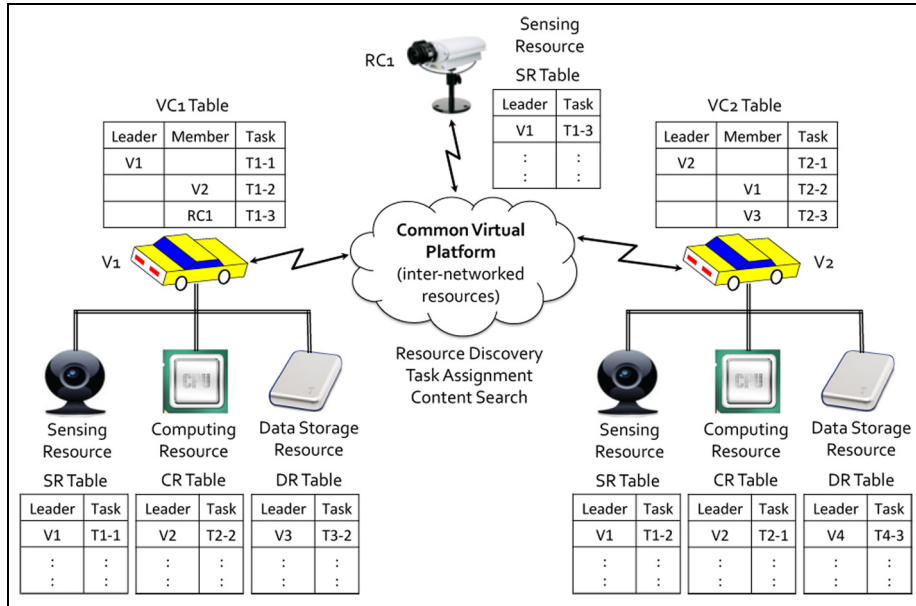 Sensing
Resource
RC1
SR Table
Leader Task
V1 T1-3
: :
: :
VC1 Table
Leader Member Task
V1 T1-1
V2 T1-2
RC1 T1-3
V1
VC2 Table
Leader Member Task
V2 T2-1
V1 T2-2
V3 T2-3
V2
Common Virtual
Platform
(inter-networked
resources)
Resource Discovery
Task Assignment
Content Search
Sensing
Resource
CPU
Computing
Resource
Data Storage
Resource
SR Table
Leader Task
V1 T1-1
: :
: :
CR Table
Leader Task
V2 T2-2
: :
: :
DR Table
Leader Task
V3 T3-2
: :
: :
Sensing
Resource
CPU
Computing
Resource
Data Storage
Resource
SR Table
Leader Task
V1 T1-2
: :
: :
CR Table
Leader Task
V2 T2-1
: :
: :
DR Table
Leader Task
V4 T4-3
: :
: :